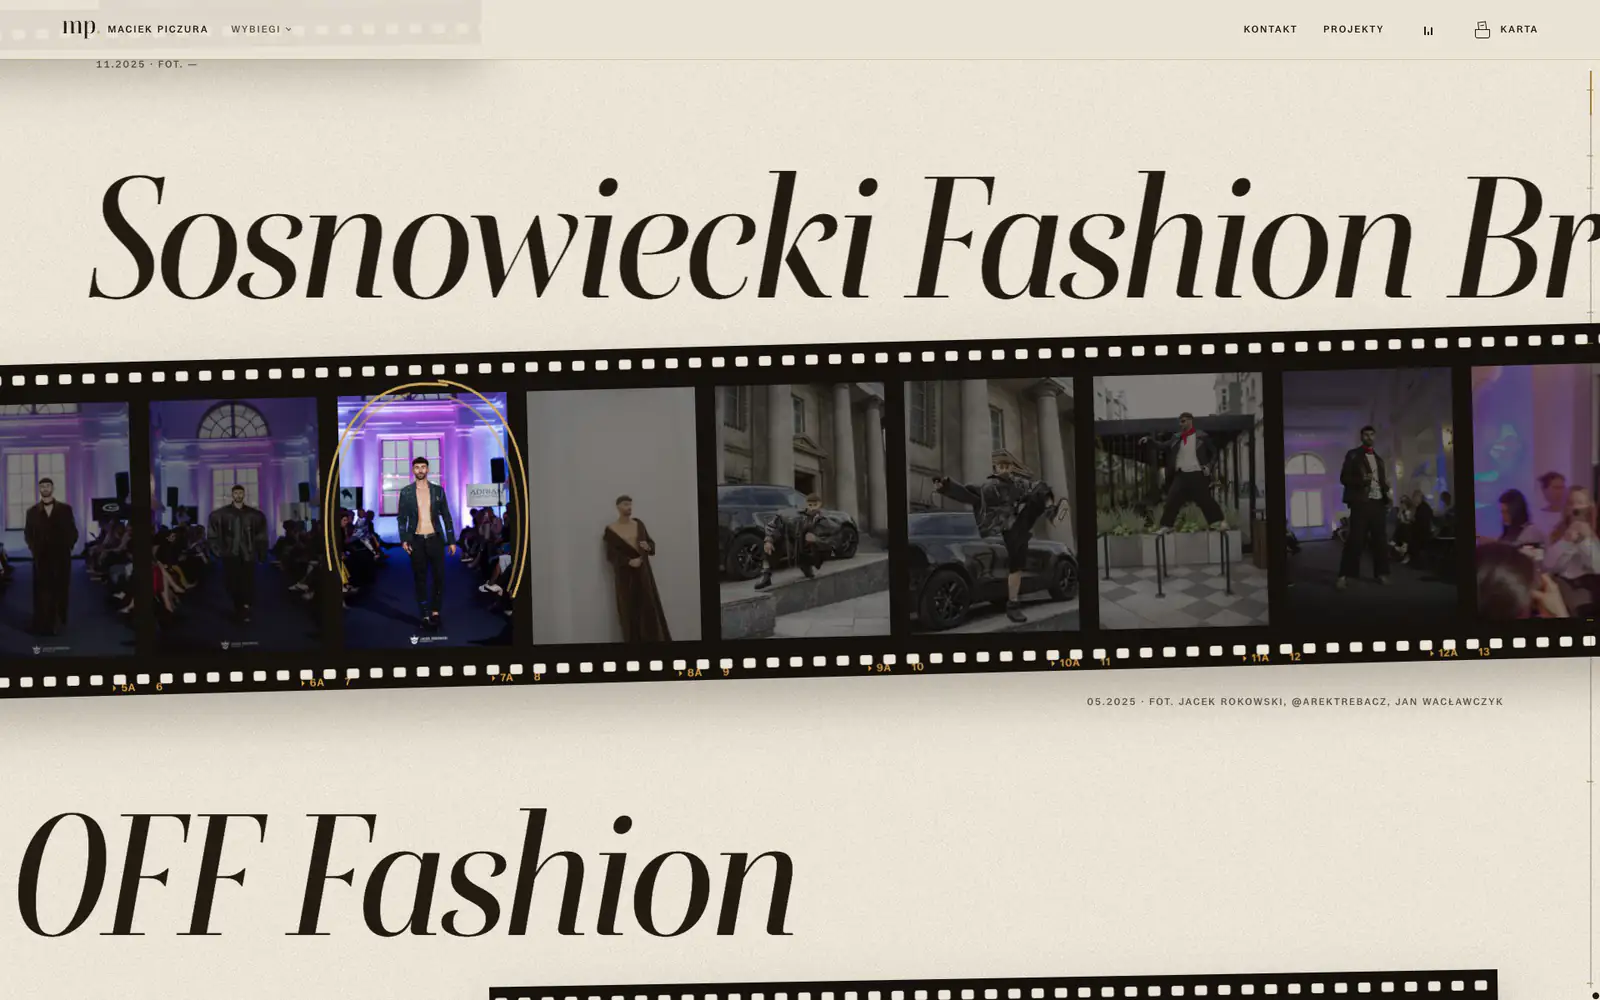 mp. MACIEK PICZURA WYBIEGI KONTAKT PROJEKTY KARTA
11.2025 · FOT. —
Sosnowiecki Fashion Br
5A 6 6A 7 7A 8 8A 9 9A 10 10A 11 11A 12 12A 13
05.2025 · FOT. JACEK ROKOWSKI, @AREKTREBACZ, JAN WACŁAWCZYK
OFF Fashion